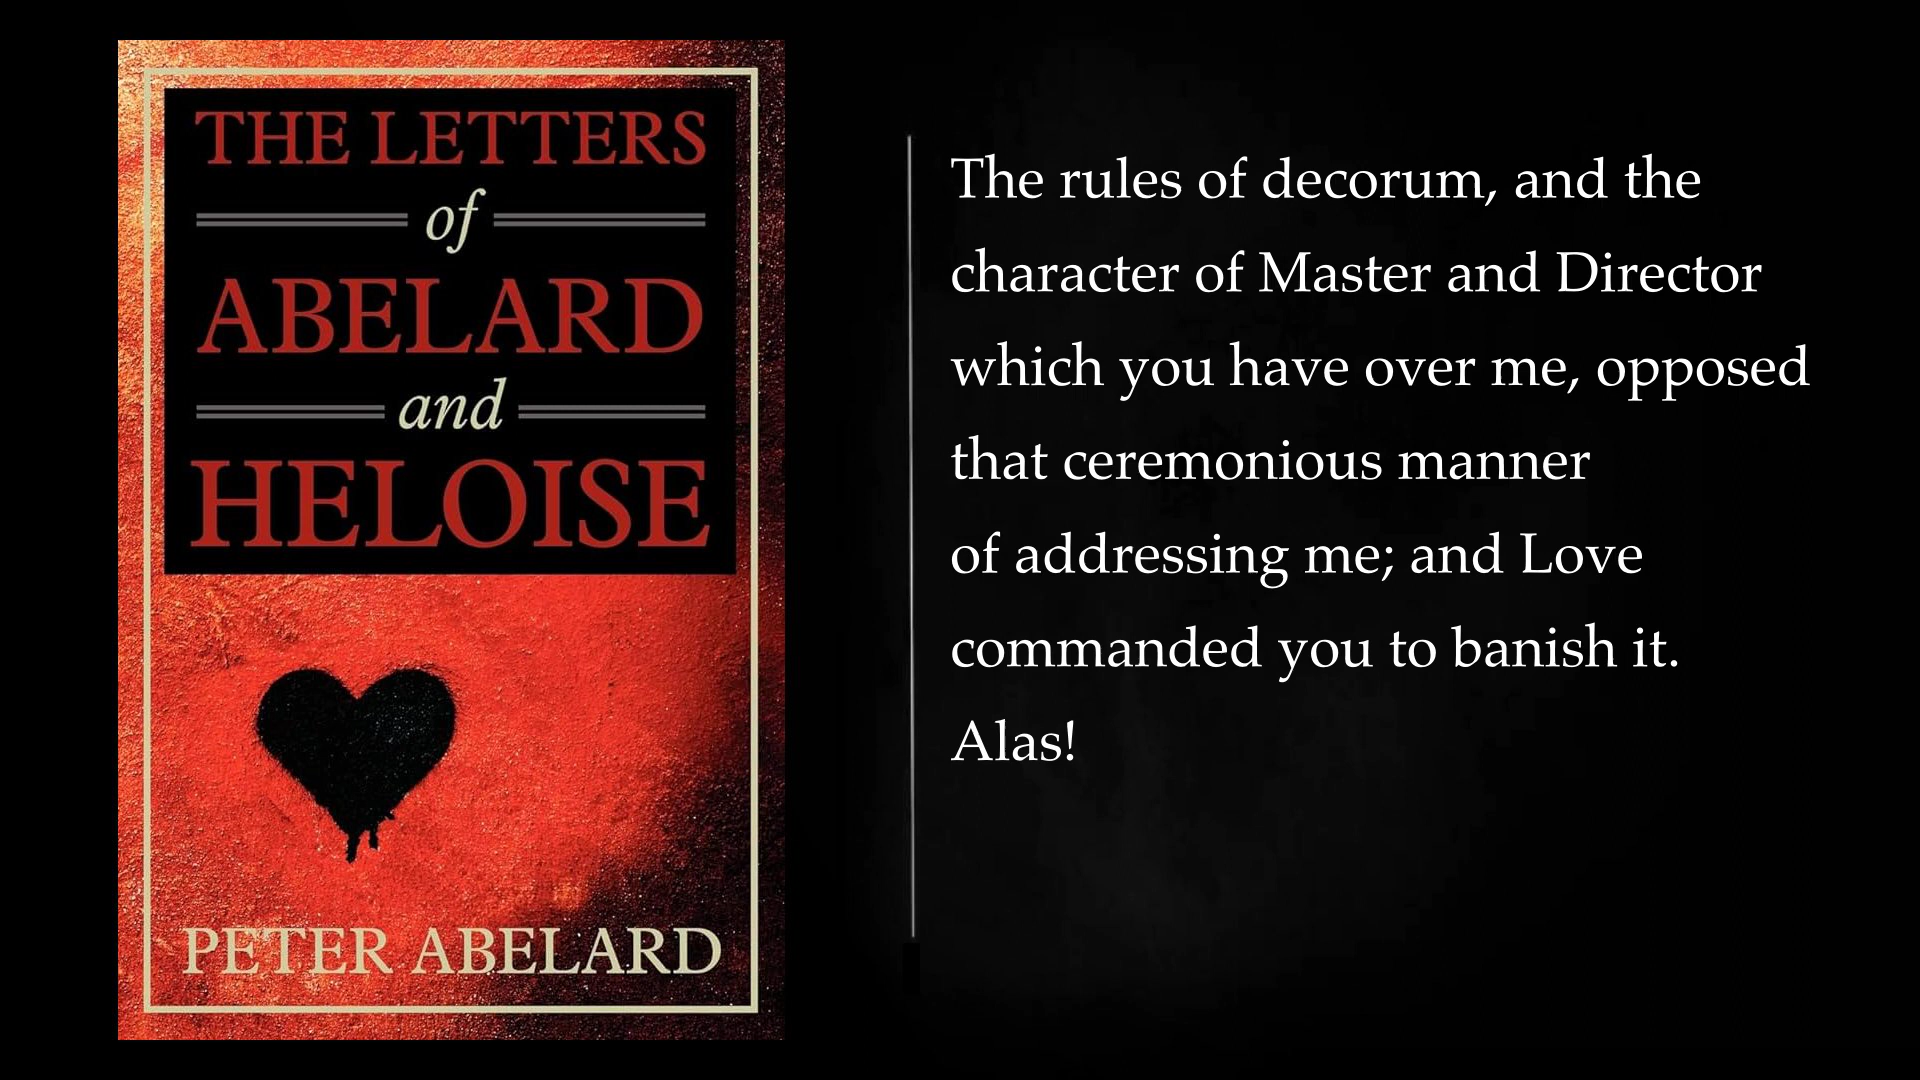 THE LETTERS
of
ABELARD
and
HELOISE
PETER ABELARD
The rules of decorum, and the
character of Master and Director
which you have over me, opposed
that ceremonious manner
of addressing me; and Love
commanded you to banish it.
Alas!